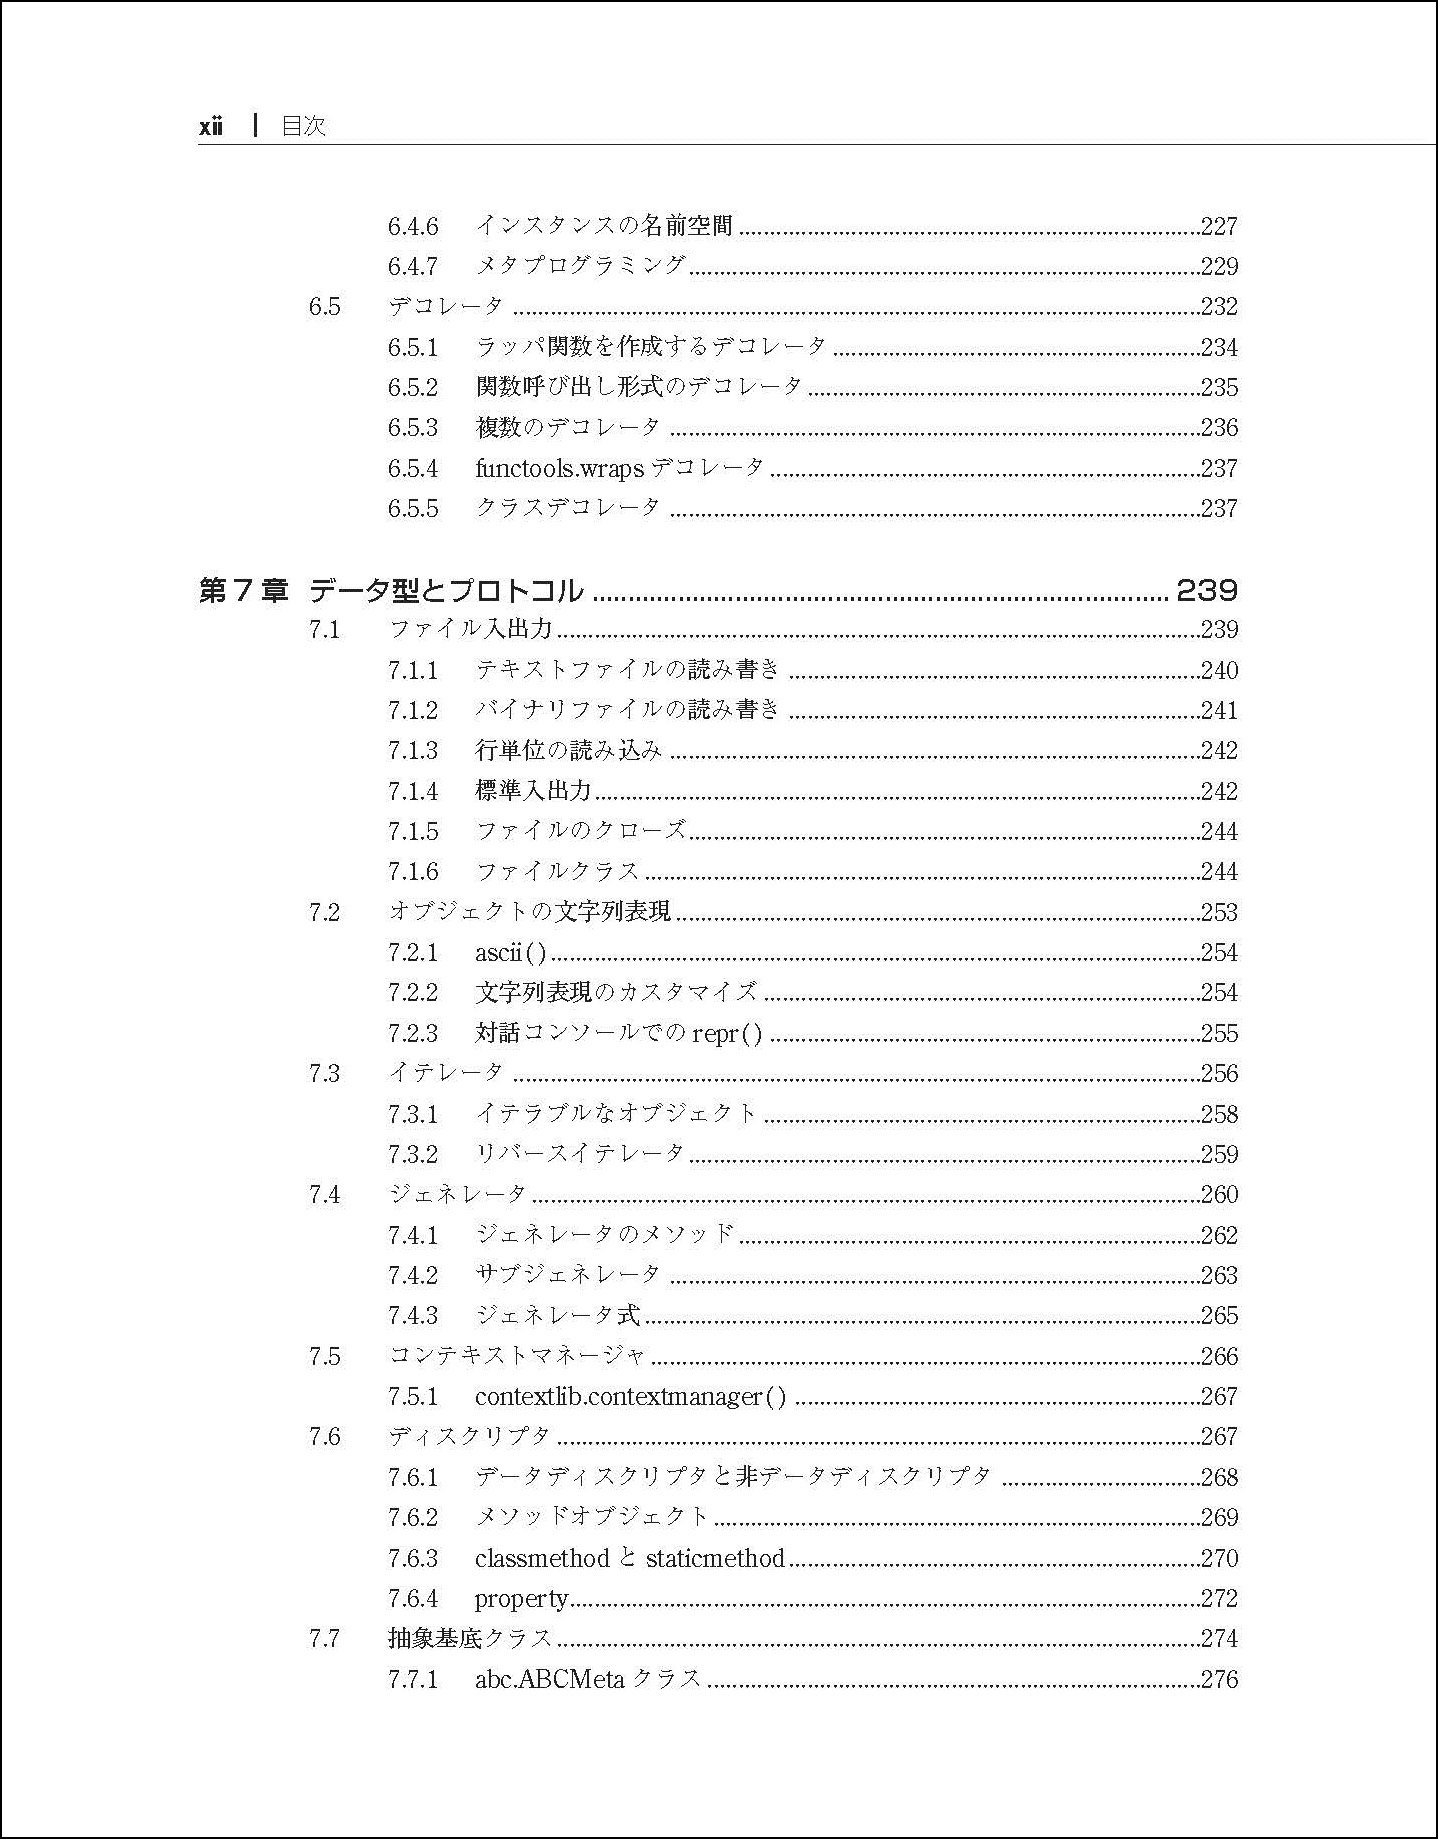 xii | 目次
6.4.6 インスタンスの名前空間 ......227
6.4.7 メタプログラミング......229
6.5 デコレータ ......232
6.5.1 ラッパ関数を作成するデコレータ ......234
6.5.2 関数呼び出し形式のデコレータ ......235
6.5.3 複数のデコレータ ......236
6.5.4 functools.wraps デコレータ ......237
6.5.5 クラスデコレータ ......237
第 7 章 データ型とプロトコル ...... 239
7.1 ファイル入出力 ......239
7.1.1 テキストファイルの読み書き ......240
7.1.2 バイナリファイルの読み書き ......241
7.1.3 行単位の読み込み ......242
7.1.4 標準入出力......242
7.1.5 ファイルのクローズ......244
7.1.6 ファイルクラス ......244
7.2 オブジェクトの文字列表現 ......253
7.2.1 ascii()......254
7.2.2 文字列表現のカスタマイズ ......254
7.2.3 対話コンソールでの repr() ......255
7.3 イテレータ ......256
7.3.1 イテラブルなオブジェクト ......258
7.3.2 リバースイテレータ......259
7.4 ジェネレータ......260
7.4.1 ジェネレータのメソッド ......262
7.4.2 サブジェネレータ ......263
7.4.3 ジェネレータ式......265
7.5 コンテキストマネージャ ......266
7.5.1 contextlib.contextmanager() ......267
7.6 ディスクリプタ ......267
7.6.1 データディスクリプタと非データディスクリプタ ......268
7.6.2 メソッドオブジェクト ......269
7.6.3 classmethod と staticmethod......270
7.6.4 property......272
7.7 抽象基底クラス ......274
7.7.1 abc.ABCMeta クラス ......276